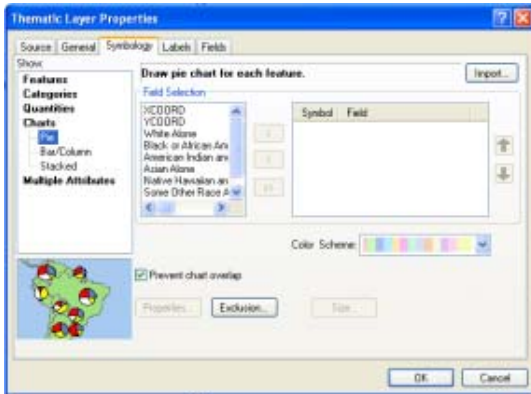 Thematic Layer Properties
Source General Symbology Labels Fields
Show:
Features
Categories
Quantities
Charts
Pie
Bar/Column
Stacked
Multiple Attributes
Draw pie chart for each feature.
Import...
Field Selection
XCOORD
YCOORD
White Alone
Black or African Am
American Indian an
Asian Alone
Native Hawaiian an
Some Other Race A
Symbol Field
Color Scheme:
Prevent chart overlap
Properties... Exclusion... Size...
OK Cancel